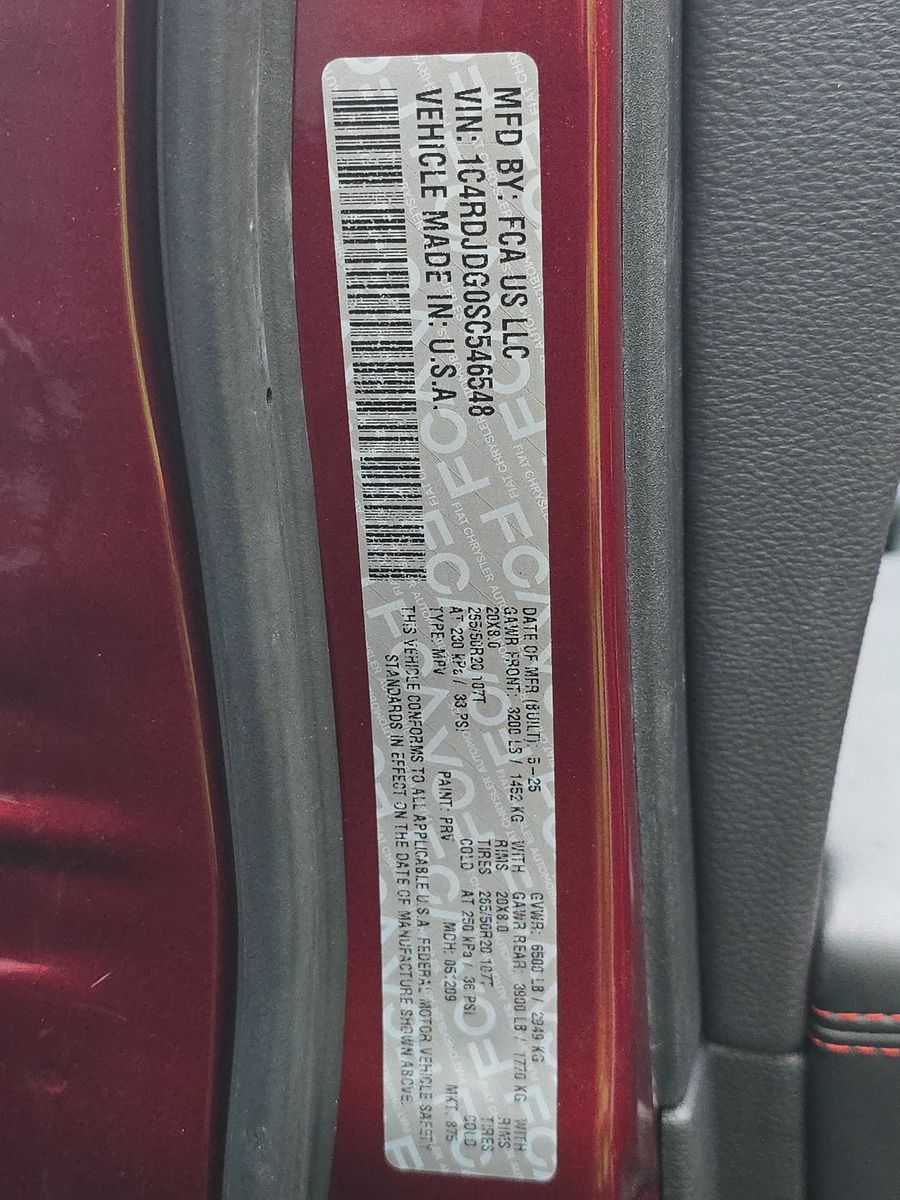 MFD BY: FCA US LLC
VIN: 1C4RDJDG0SC546548
VEHICLE MADE IN: U.S.A.
DATE OF MFR (BUILT): 5-25 GVWR: 6500 LB / 2949 KG
GAWR FRONT: 3200 LB / 1452 KG WITH GAWR REAR: 3900 LB / 1770 KG WITH
20X8.0 RIMS 20X8.0 RIMS
255/50R20 107T TIRES 265/50R20 107T TIRES
AT 230 kPa / 33 PSI COLD AT 250 kPa / 36 PSI COLD
TYPE: MPV PAINT: PRV MDH: 051209 MKT: 875
THIS VEHICLE CONFORMS TO ALL APPLICABLE U.S.A. FEDERAL MOTOR VEHICLE SAFETY
STANDARDS IN EFFECT ON THE DATE OF MANUFACTURE SHOWN ABOVE.